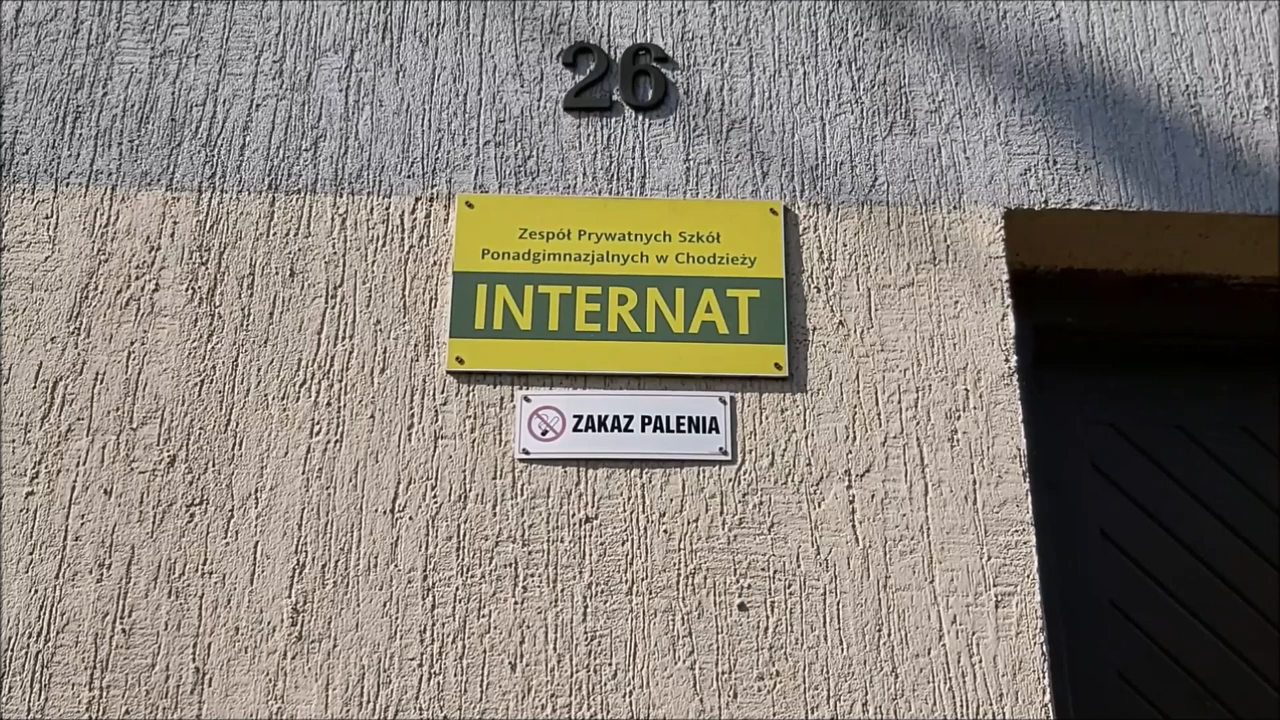 26
Zespół Prywatnych Szkół
Ponadgimnazjalnych w Chodzieży
INTERNAT
ZAKAZ PALENIA